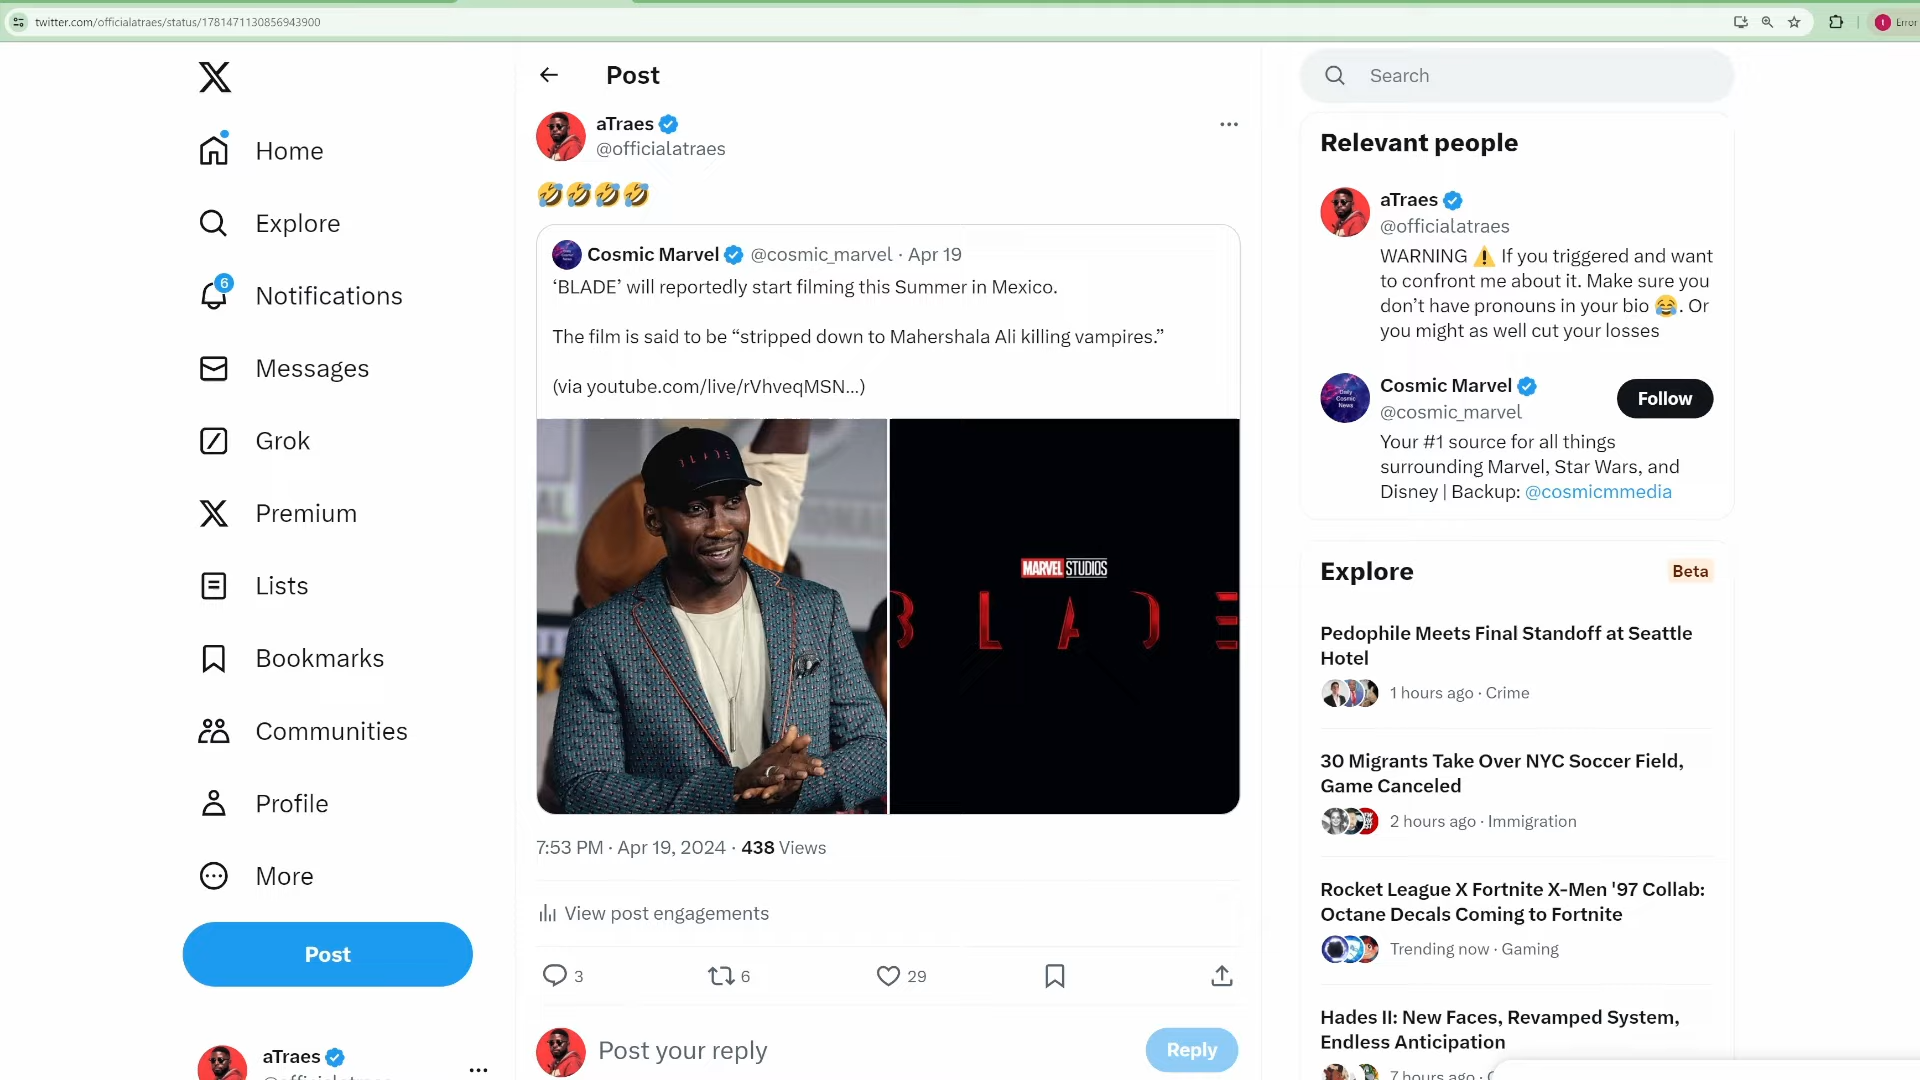 twitter.com/officialatraes/status/1781471130856943900
Error
Home
Explore
6
Notifications
Messages
Grok
Premium
Lists
Bookmarks
Communities
Profile
More
Post
aTraes
Post
aTraes
@officialatraes
🤣🤣🤣🤣
Cosmic Marvel @cosmic_marvel · Apr 19
‘BLADE’ will reportedly start filming this Summer in Mexico.
The film is said to be “stripped down to Mahershala Ali killing vampires.”
(via youtube.com/live/rVhveqMSN...)
BLADE
MARVEL STUDIOS
BLADE
7:53 PM · Apr 19, 2024 · 438 Views
View post engagements
3
6
29
Post your reply
Reply
Search
Relevant people
aTraes
@officialatraes
WARNING ⚠️ If you triggered and want
to confront me about it. Make sure you
don’t have pronouns in your bio 😂. Or
you might as well cut your losses
Cosmic Marvel
@cosmic_marvel
Follow
Your #1 source for all things
surrounding Marvel, Star Wars, and
Disney | Backup: @cosmicmmedia
Explore
Beta
Pedophile Meets Final Standoff at Seattle
Hotel
1 hours ago · Crime
30 Migrants Take Over NYC Soccer Field,
Game Canceled
2 hours ago · Immigration
Rocket League X Fortnite X-Men '97 Collab:
Octane Decals Coming to Fortnite
Trending now · Gaming
Hades II: New Faces, Revamped System,
Endless Anticipation
7 hours ago